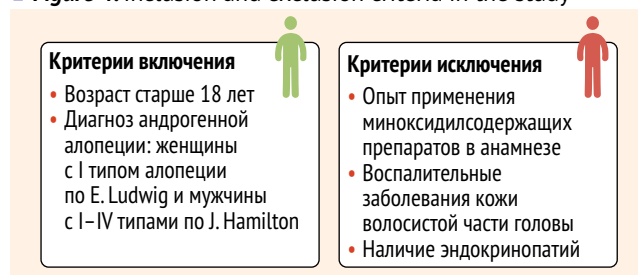 Figure 4. Inclusion and exclusion criteria in the study
Критерии включения
• Возраст старше 18 лет
• Диагноз андрогенной
алопеции: женщины
с I типом алопеции
по E. Ludwig и мужчины
с I–IV типами по J. Hamilton
Критерии исключения
• Опыт применения
миноксидилсодержащих
препаратов в анамнезе
• Воспалительные
заболевания кожи
волосистой части головы
• Наличие эндокринопатий